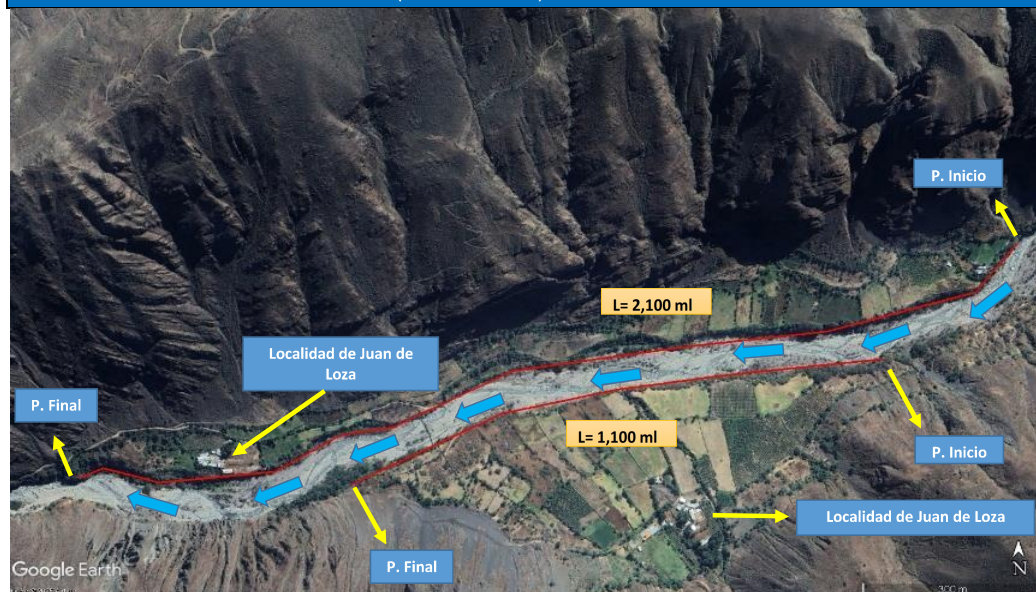 P. Inicio
L= 2,100 ml
Localidad de Juan de
Loza
P. Final
L= 1,100 ml
P. Inicio
Localidad de Juan de Loza
P. Final
Google Earth
N
300 m